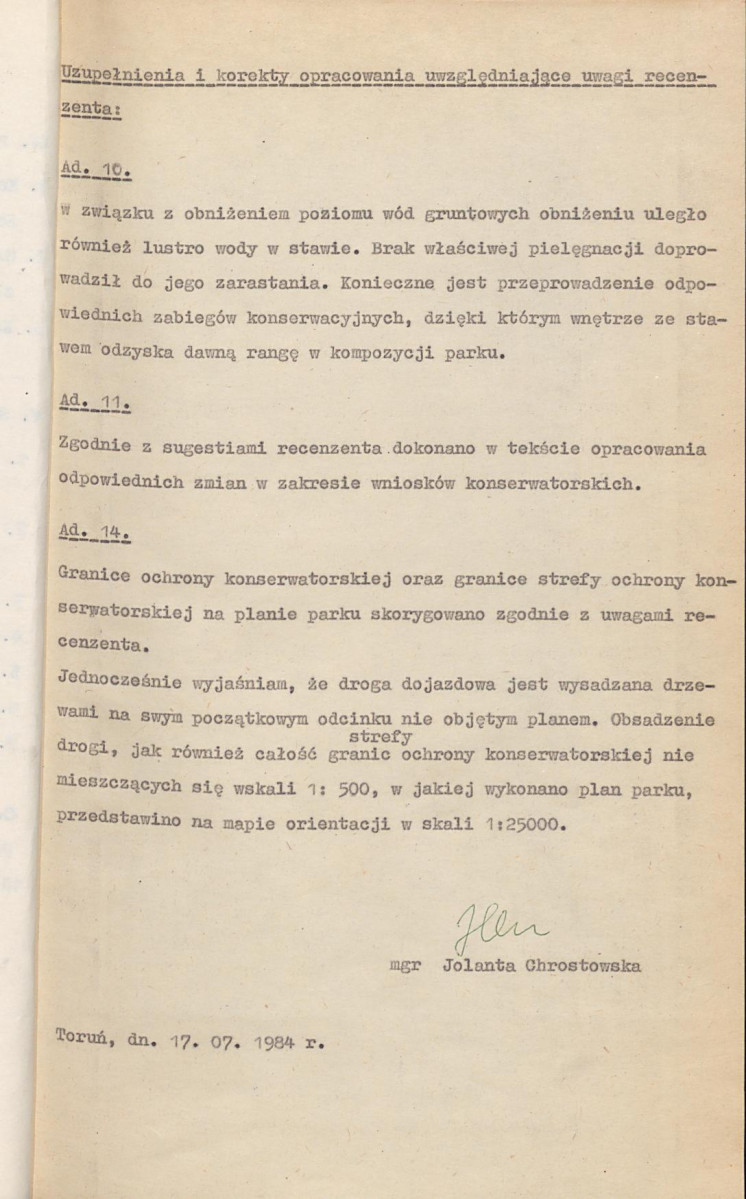 Uzupełnienia i korekty opracowania uwzględniające uwagi recen-
zenta:
Ad. 10.
W związku z obniżeniem poziomu wód gruntowych obniżeniu uległo
również lustro wody w stawie. Brak właściwej pielęgnacji dopro-
wadził do jego zarastania. Konieczne jest przeprowadzenie odpo-
wiednich zabiegów konserwacyjnych, dzięki którym wnętrze ze sta-
wem odzyska dawną rangę w kompozycji parku.
Ad. 11.
Zgodnie z sugestiami recenzenta dokonano w tekście opracowania
odpowiednich zmian w zakresie wniosków konserwatorskich.
Ad. 14.
Granice ochrony konserwatorskiej oraz granice strefy ochrony kon-
serwatorskiej na planie parku skorygowano zgodnie z uwagami re-
cenzenta.
Jednocześnie wyjaśniam, że droga dojazdowa jest wysadzana drze-
wami na swym początkowym odcinku nie objętym planem. Obsadzenie
strefy
drogi, jak również całość granic ochrony konserwatorskiej nie
mieszczących się wskali 1: 500, w jakiej wykonano plan parku,
przedstawino na mapie orientacji w skali 1:25000.
mgr Jolanta Chrostowska
Toruń, dn. 17. 07. 1984 r.